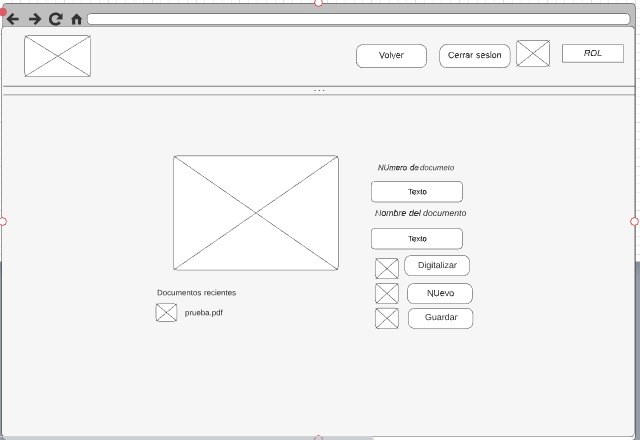 Volver
Cerrar sesion
ROL
NUmero de documeto
Texto
Nombre del documento
Texto
Digitalizar
NUevo
Guardar
Documentos recientes
prueba.pdf